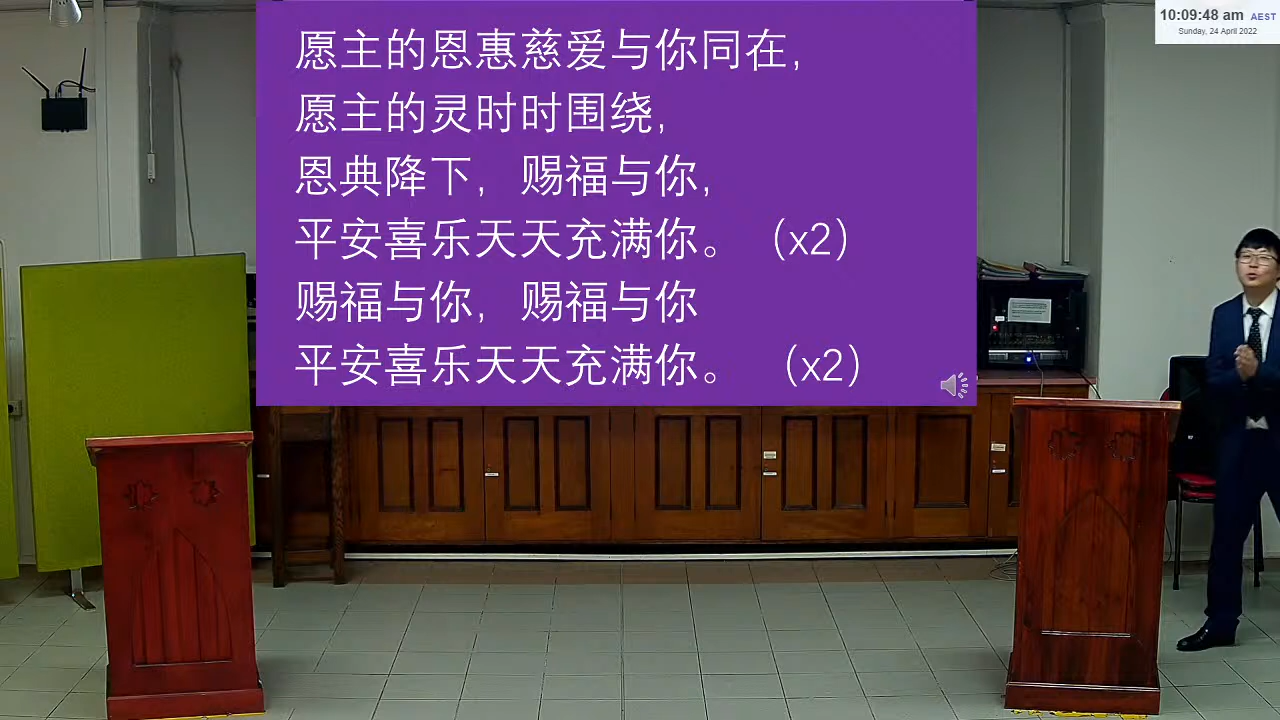 愿主的恩惠慈爱与你同在，
愿主的灵时时围绕，
恩典降下，赐福与你，
平安喜乐天天充满你。（x2）
赐福与你，赐福与你
平安喜乐天天充满你。（x2）
10:09:48 am AEST
Sunday, 24 April 2022